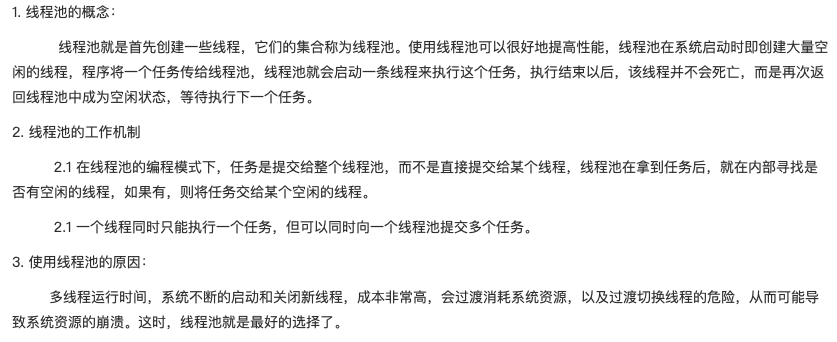 1. 线程池的概念：
线程池就是首先创建一些线程，它们的集合称为线程池。使用线程池可以很好地提高性能，线程池在系统启动时即创建大量空
闲的线程，程序将一个任务传给线程池，线程池就会启动一条线程来执行这个任务，执行结束以后，该线程并不会死亡，而是再次返
回线程池中成为空闲状态，等待执行下一个任务。
2. 线程池的工作机制
2.1 在线程池的编程模式下，任务是提交给整个线程池，而不是直接提交给某个线程，线程池在拿到任务后，就在内部寻找是
否有空闲的线程，如果有，则将任务交给某个空闲的线程。
2.1 一个线程同时只能执行一个任务，但可以同时向一个线程池提交多个任务。
3. 使用线程池的原因：
多线程运行时间，系统不断的启动和关闭新线程，成本非常高，会过渡消耗系统资源，以及过渡切换线程的危险，从而可能导
致系统资源的崩溃。这时，线程池就是最好的选择了。